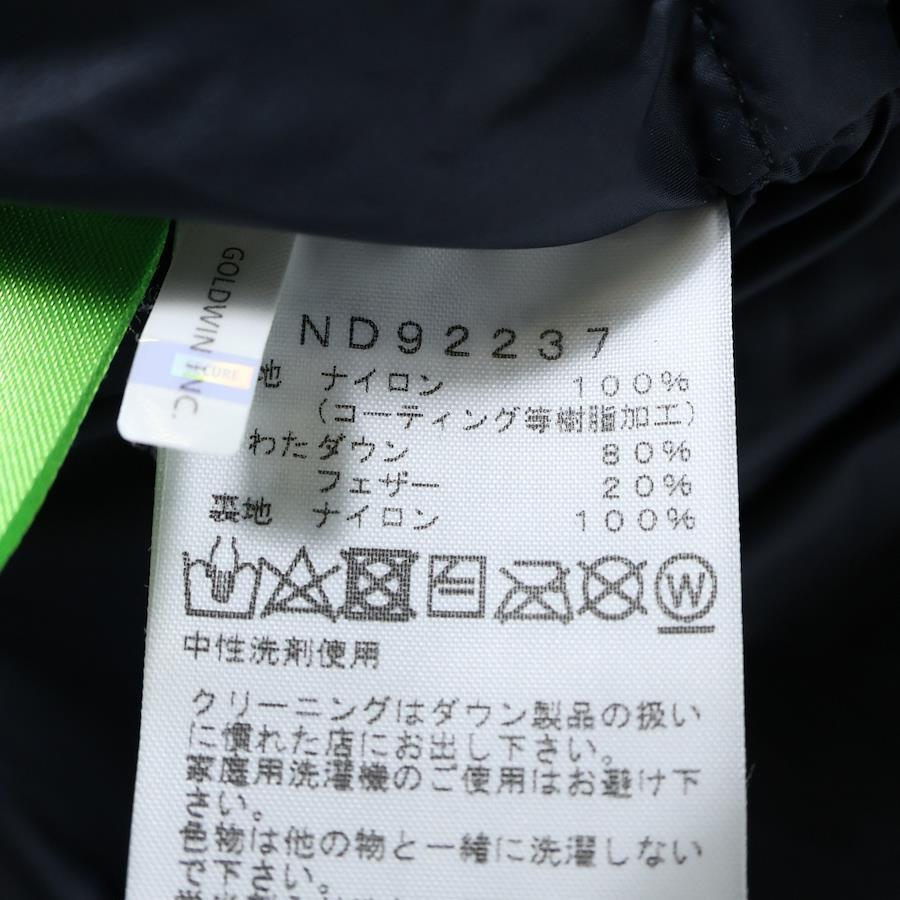 GOLDWIN INC.
SECURE
ND92237
地 ナイロン 100%
(コーティング等樹脂加工)
わたダウン 80%
フェザー 20%
裏地 ナイロン 100%
W
中性洗剤使用
クリーニングはダウン製品の扱い
に慣れた店にお出し下さい。
家庭用洗濯機のご使用はお避け下
さい。
色物は他の物と一緒に洗濯しない
で下さい。